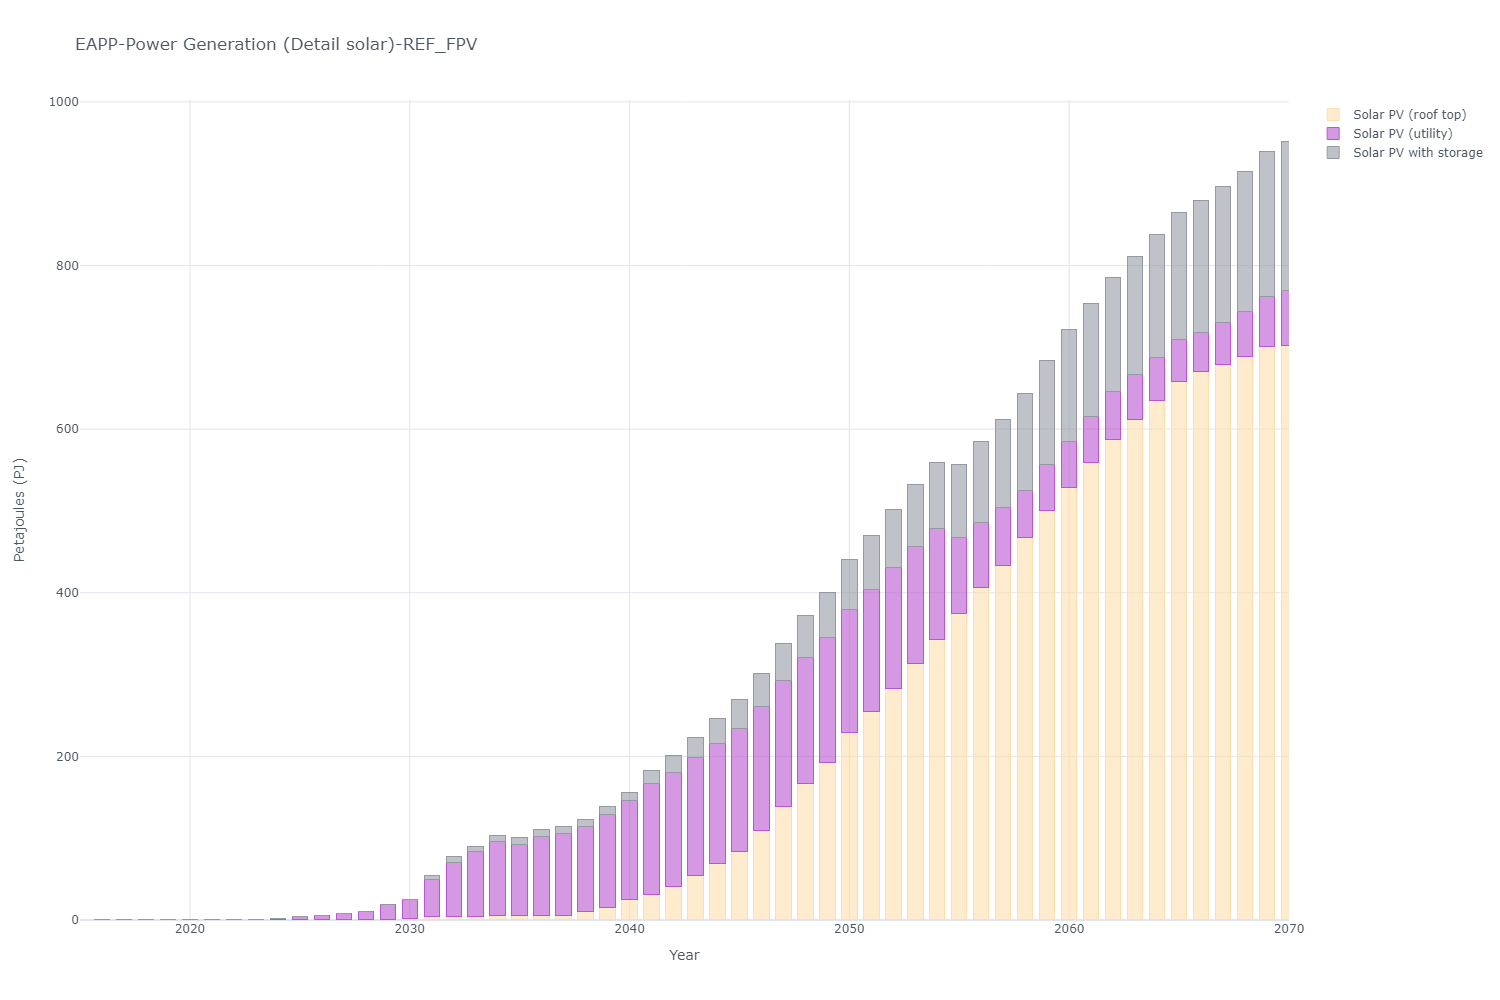 EAPP-Power Generation (Detail solar)-REF_FPV
1000
800
600
400
200
0
Petajoules (PJ)
2020
2030
2040
2050
2060
2070
Year
Solar PV (roof top)
Solar PV (utility)
Solar PV with storage